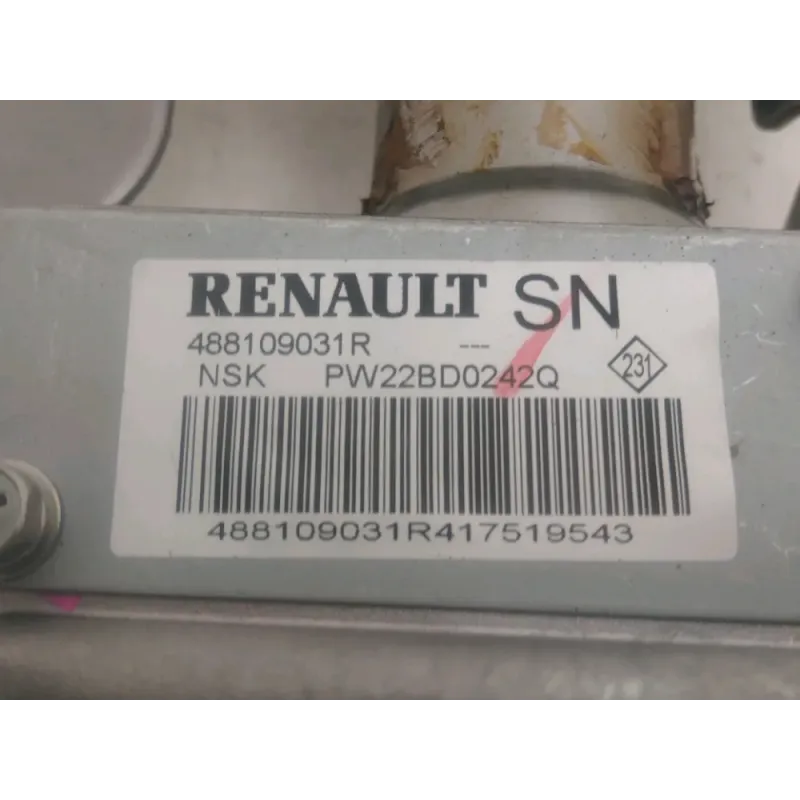 RENAULT SN
488109031R ---
NSK PW22BD0242Q 231
488109031R417519543